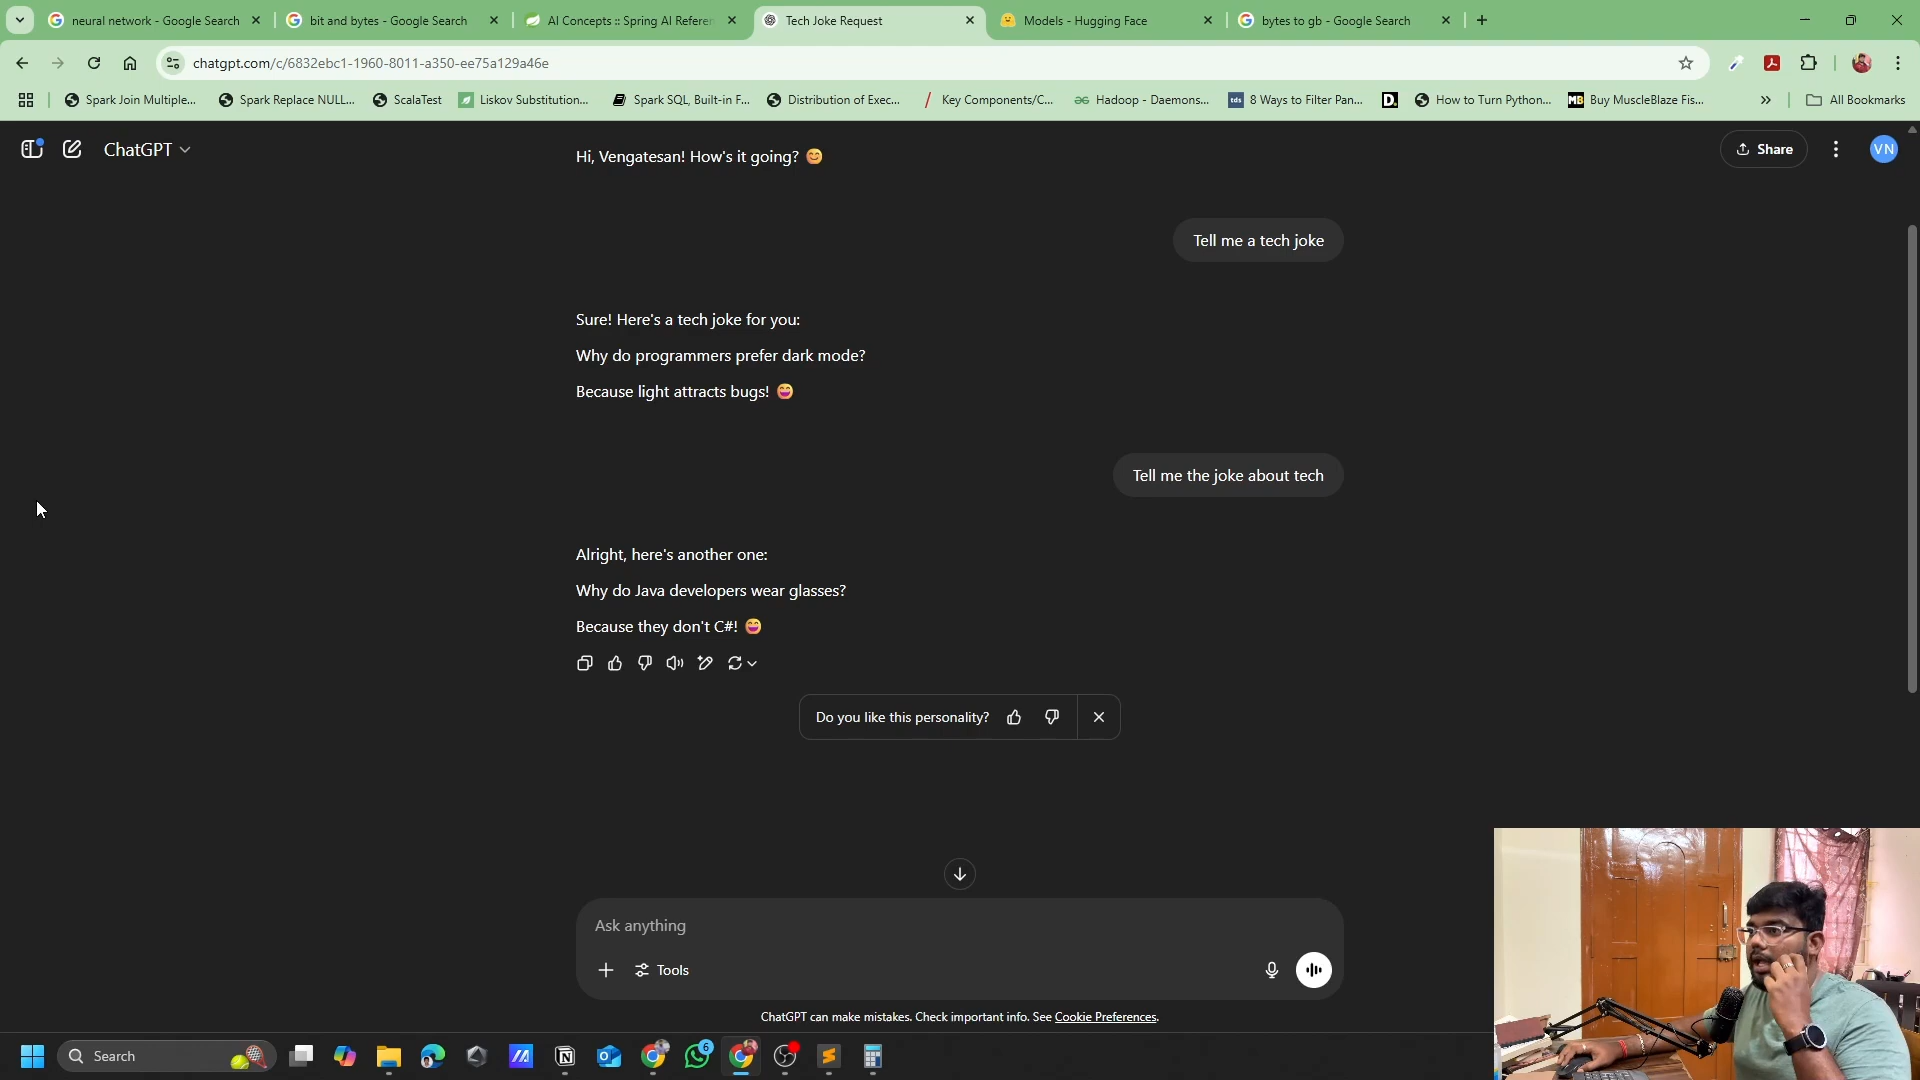 neural network - Google Search
bit and bytes - Google Search
AI Concepts :: Spring AI Referen
Tech Joke Request
Models - Hugging Face
bytes to gb - Google Search
chatgpt.com/c/6832ebc1-1960-8011-a350-ee75a129a46e
Spark Join Multiple...
Spark Replace NULL...
ScalaTest
Liskov Substitution...
Spark SQL, Built-in F...
Distribution of Exec...
Key Components/C...
Hadoop - Daemons...
tds
8 Ways to Filter Pan...
D.
How to Turn Python...
MB
Buy MuscleBlaze Fis...
All Bookmarks
ChatGPT
Share
VN
Hi, Vengatesan! How's it going? 😊
Tell me a tech joke
Sure! Here's a tech joke for you:
Why do programmers prefer dark mode?
Because light attracts bugs! 😄
Tell me the joke about tech
Alright, here's another one:
Why do Java developers wear glasses?
Because they don't C#! 😄
Do you like this personality?
Ask anything
Tools
ChatGPT can make mistakes. Check important info. See Cookie Preferences.
Search
6